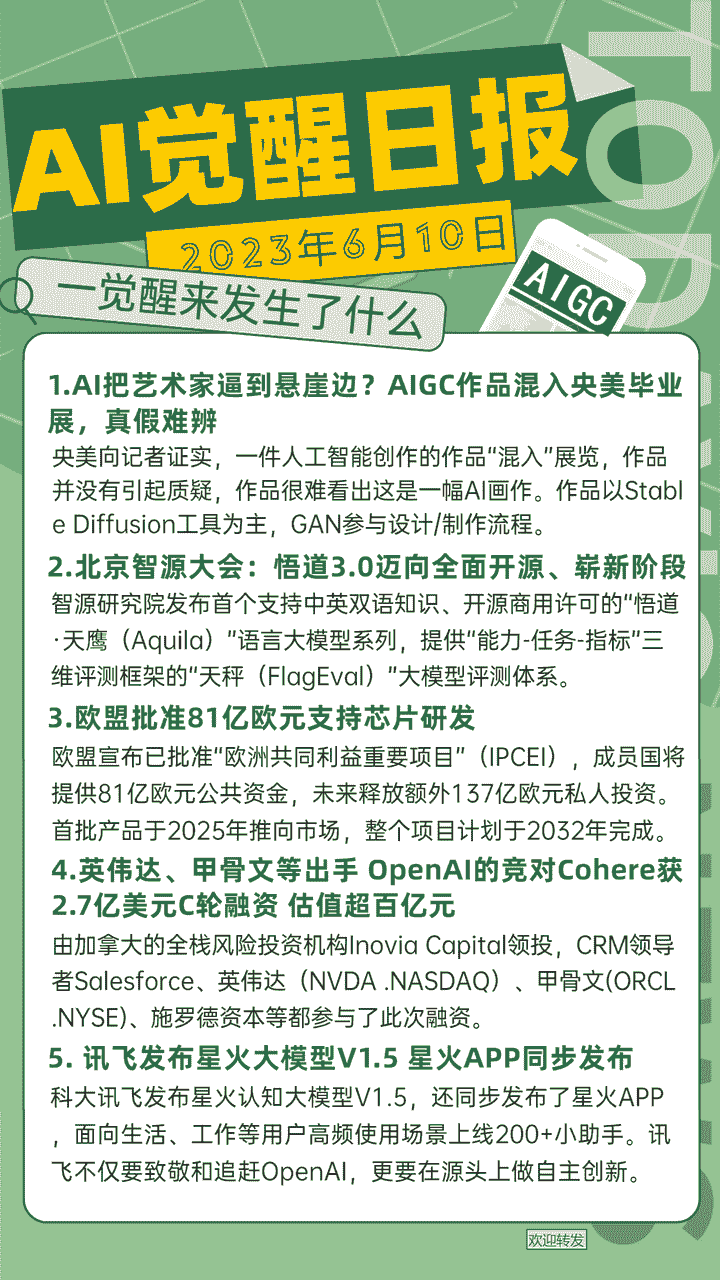 AI觉醒日报
2023年6月10日
一觉醒来发生了什么
AIGC
1.AI把艺术家逼到悬崖边？AIGC作品混入央美毕业
展，真假难辨
央美向记者证实，一件人工智能创作的作品“混入”展览，作品
并没有引起质疑，作品很难看出这是一幅AI画作。作品以Stabl
e Diffusion工具为主，GAN参与设计/制作流程。
2.北京智源大会：悟道3.0迈向全面开源、崭新阶段
智源研究院发布首个支持中英双语知识、开源商用许可的“悟道
·天鹰（Aquila）”语言大模型系列，提供“能力-任务-指标”三
维评测框架的“天秤（FlagEval）”大模型评测体系。
3.欧盟批准81亿欧元支持芯片研发
欧盟宣布已批准“欧洲共同利益重要项目”（IPCEI），成员国将
提供81亿欧元公共资金，未来释放额外137亿欧元私人投资。
首批产品于2025年推向市场，整个项目计划于2032年完成。
4.英伟达、甲骨文等出手 OpenAI的竞对Cohere获
2.7亿美元C轮融资 估值超百亿元
由加拿大的全栈风险投资机构Inovia Capital领投，CRM领导
者Salesforce、英伟达（NVDA .NASDAQ）、甲骨文(ORCL
.NYSE)、施罗德资本等都参与了此次融资。
5. 讯飞发布星火大模型V1.5 星火APP同步发布
科大讯飞发布星火认知大模型V1.5，还同步发布了星火APP
，面向生活、工作等用户高频使用场景上线200+小助手。讯
飞不仅要致敬和追赶OpenAI，更要在源头上做自主创新。
欢迎转发